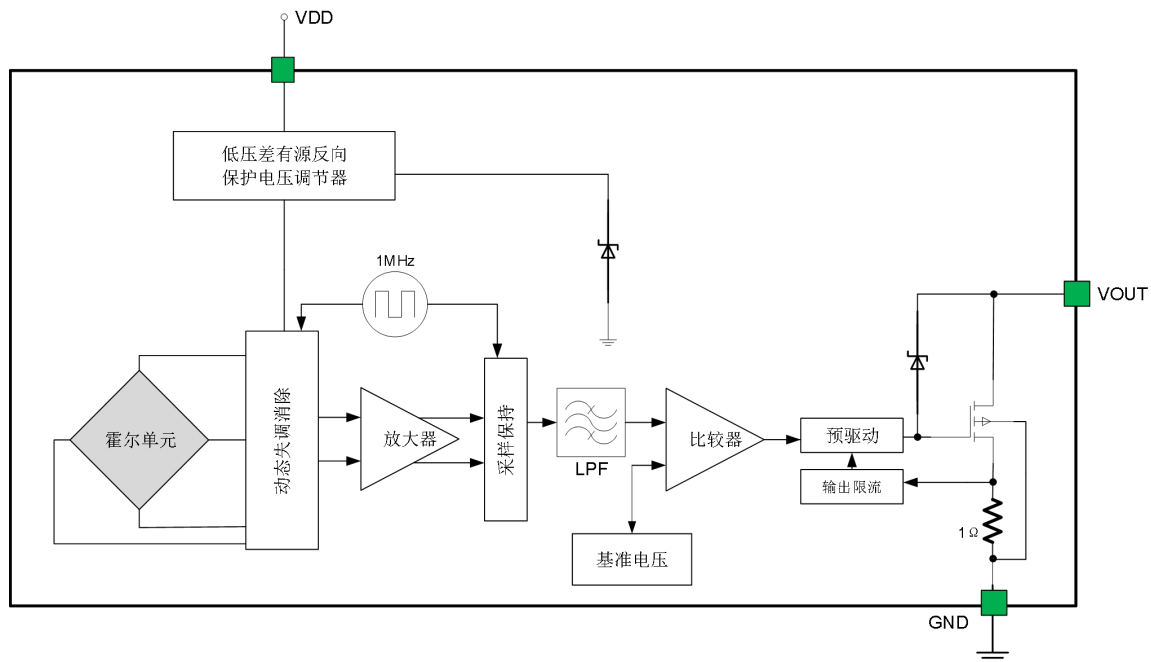 VDD
低压差有源反向
保护电压调节器
1MHz
VOUT
霍尔单元
动态失调消除
放大器
采样保持
LPF
比较器
预驱动
输出限流
1Ω
基准电压
GND